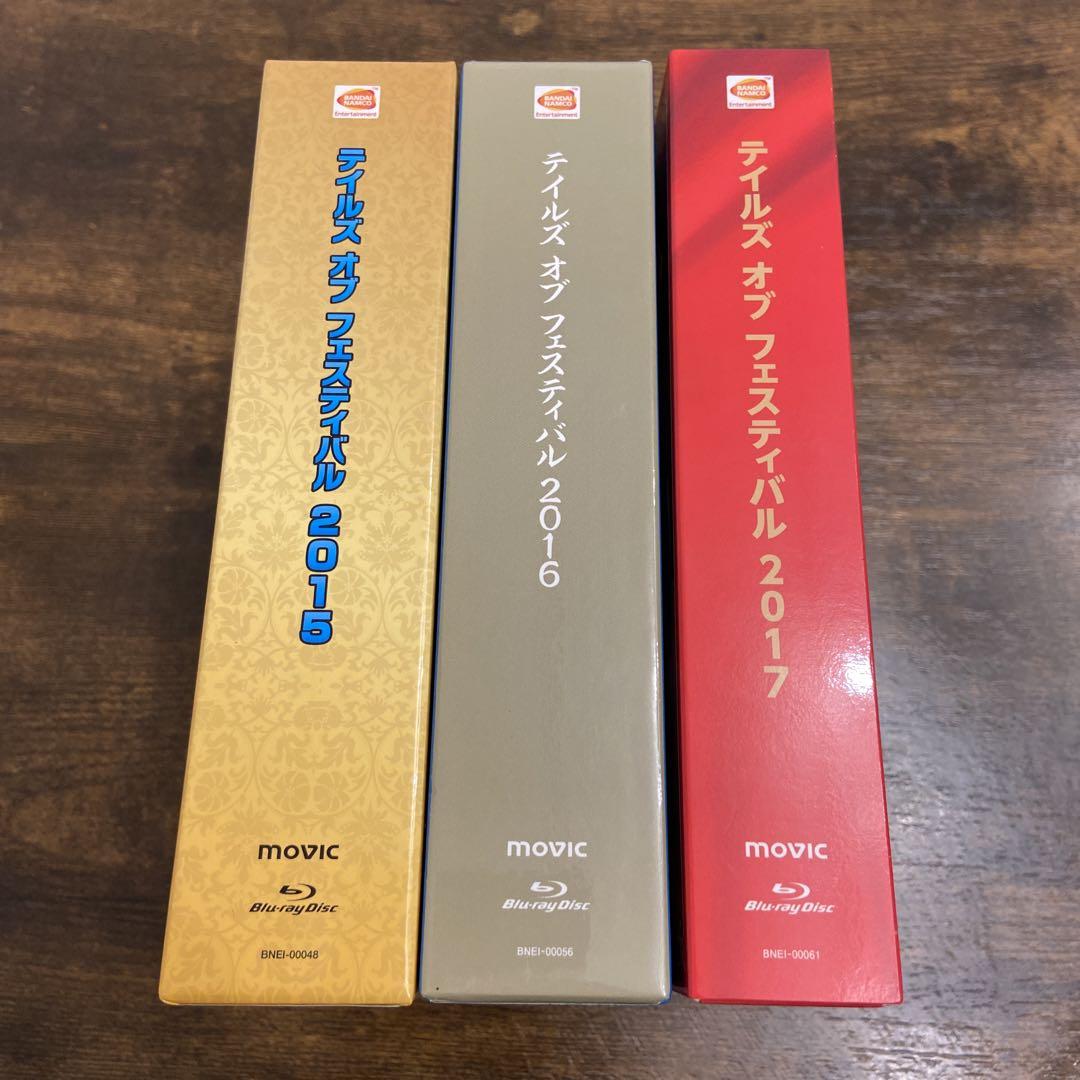 BANDAI
NAMCO
Entertainment
テイルズ オブ フェスティバル 2015
movic
Blu-ray Disc
BNEI-00048
BANDAI
NAMCO
Entertainment
テイルズ オブ フェスティバル 2016
movic
Blu-ray Disc
BNEI-00056
BANDAI
NAMCO
Entertainment
テイルズ オブ フェスティバル 2017
movic
Blu-ray Disc
BNEI-00061